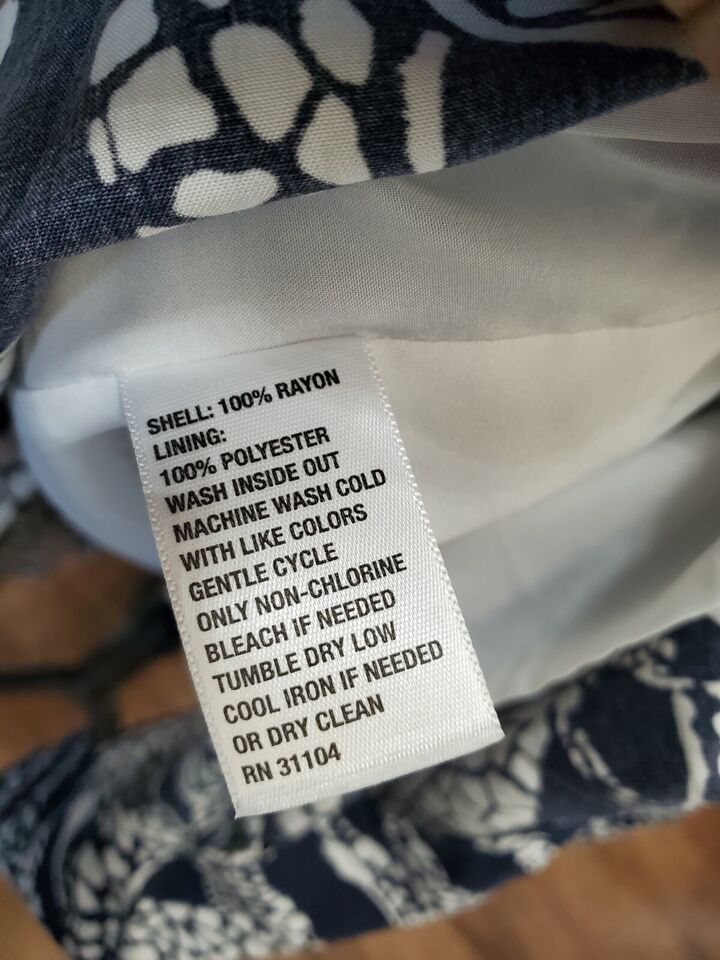 SHELL: 100% RAYON
LINING:
100% POLYESTER
WASH INSIDE OUT
MACHINE WASH COLD
WITH LIKE COLORS
GENTLE CYCLE
ONLY NON-CHLORINE
BLEACH IF NEEDED
TUMBLE DRY LOW
COOL IRON IF NEEDED
OR DRY CLEAN
RN 31104